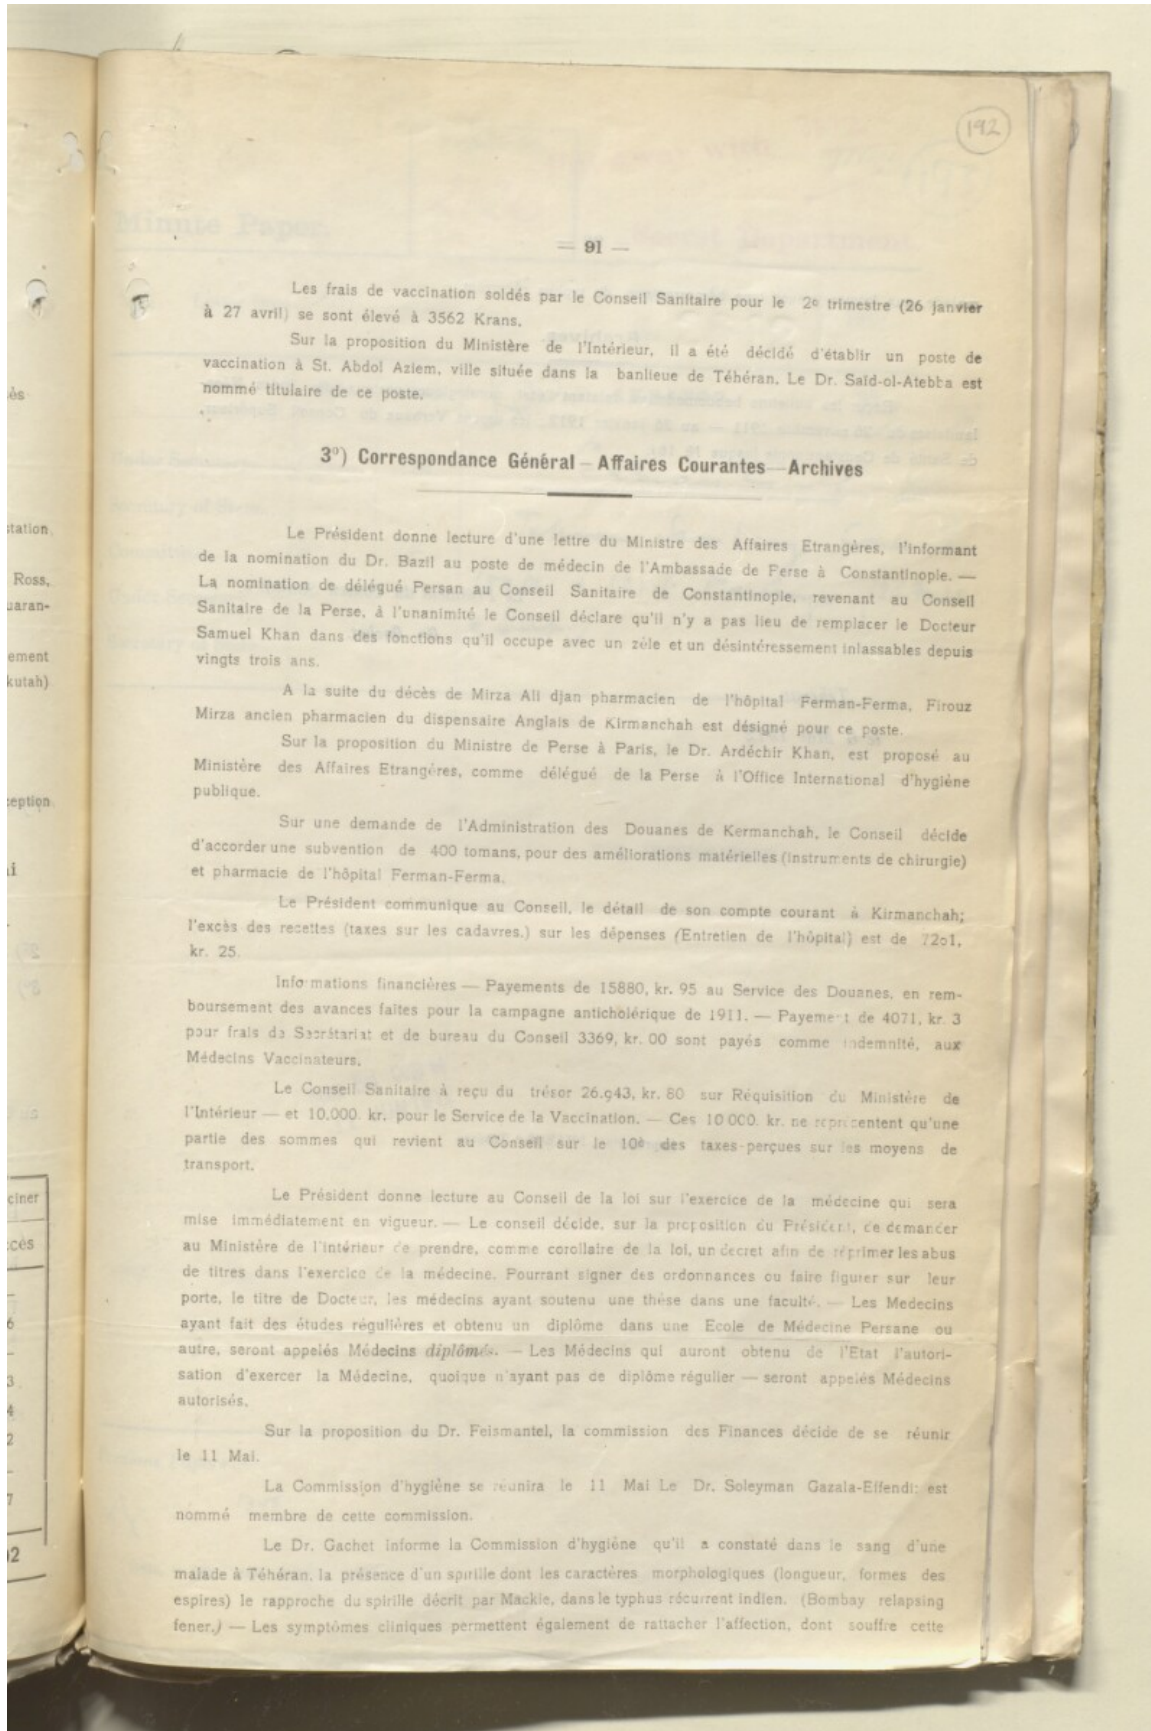 192
— 91 —
Les frais de vaccination soldés par le Conseil Sanitaire pour le 2e trimestre (26 janvier
à 27 avril) se sont élevé à 3562 Krans.
Sur la proposition du Ministère de l'Intérieur, il a été décidé d'établir un poste de
vaccination à St. Abdol Aziem, ville située dans la banlieue de Téhéran. Le Dr. Saïd-ol-Atebba est
nommé titulaire de ce poste.
3o) Correspondance Général – Affaires Courantes – Archives
Le Président donne lecture d'une lettre du Ministre des Affaires Etrangères, l'informant
de la nomination du Dr. Bazil au poste de médecin de l'Ambassade de Perse à Constantinople. —
La nomination de délégué Persan au Conseil Sanitaire de Constantinople, revenant au Conseil
Sanitaire de la Perse, à l'unanimité le Conseil déclare qu'il n'y a pas lieu de remplacer le Docteur
Samuel Khan dans des fonctions qu'il occupe avec un zèle et un désintéressement inlassables depuis
vingts trois ans.
A la suite du décès de Mirza Ali djan pharmacien de l'hôpital Ferman-Ferma, Firouz
Mirza ancien pharmacien du dispensaire Anglais de Kirmanchah est désigné pour ce poste.
Sur la proposition du Ministre de Perse à Paris, le Dr. Ardéchir Khan, est proposé au
Ministère des Affaires Etrangères, comme délégué de la Perse à l'Office International d'hygiène
publique.
Sur une demande de l'Administration des Douanes de Kermanchah, le Conseil décide
d'accorder une subvention de 400 tomans, pour des améliorations matérielles (instruments de chirurgie)
et pharmacie de l'hôpital Ferman-Ferma.
Le Président communique au Conseil, le détail de son compte courant à Kirmanchah;
l'excès des recettes (taxes sur les cadavres.) sur les dépenses (Entretien de l'hôpital) est de 72o1,
kr. 25.
Informations financières — Payements de 15880, kr. 95 au Service des Douanes, en rem-
boursement des avances faites pour la campagne anticholérique de 1911. — Payement de 4071, kr. 3
pour frais de Secrétariat et de bureau du Conseil 3369, kr. 00 sont payés comme indemnité, aux
Médecins Vaccinateurs.
Le Conseil Sanitaire à reçu du trésor 26.943, kr. 80 sur Réquisition du Ministère de
l'Intérieur — et 10.000. kr. pour le Service de la Vaccination. — Ces 10 000. kr. ne représentent qu'une
partie des sommes qui revient au Conseil sur le 10e des taxes-perçues sur les moyens de
transport.
Le Président donne lecture au Conseil de la loi sur l'exercice de la médecine qui sera
mise immédiatement en vigueur. — Le conseil décide, sur la proposition du Président, de demander
au Ministère de l'intérieur de prendre, comme corollaire de la loi, un decret afin de réprimer les abus
de titres dans l'exercice de la médecine. Pourrant signer des ordonnances ou faire figurer sur leur
porte, le titre de Docteur, les médecins ayant soutenu une thèse dans une faculté. — Les Medecins
ayant fait des études régulières et obtenu un diplôme dans une Ecole de Médecine Persane ou
autre, seront appelés Médecins diplômés. — Les Médecins qui auront obtenu de l'Etat l'autori-
sation d'exercer la Médecine, quoique n'ayant pas de diplôme régulier — seront appelés Médecins
autorisés.
Sur la proposition du Dr. Feismantel, la commission des Finances décide de se réunir
le 11 Mai.
La Commission d'hygiène se réunira le 11 Mai Le Dr. Soleyman Gazala-Effendi: est
nommé membre de cette commission.
Le Dr. Gachet informe la Commission d'hygiène qu'il a constaté dans le sang d'une
malade à Téhéran, la présence d'un spirille dont les caractères morphologiques (longueur, formes des
espires) le rapproche du spirille décrit par Mackie, dans le typhus récurrent indien. (Bombay relapsing
fener.) — Les symptômes cliniques permettent également de rattacher l'affection, dont souffre cette